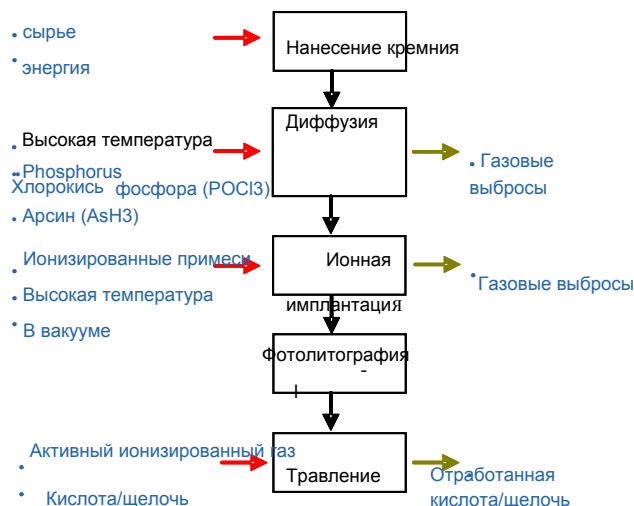 • сырье
• энергия
Нанесение кремния
• Высокая температура
•• Phosphorus
Хлорокись фосфора (POCl3)
• Арсин (AsH3)
Диффузия
• Газовые
выбросы
• Ионизированные примеси
• Высокая температура
• В вакууме
Ионная
имплантация
• Газовые выбросы
Фотолитография
-
+
• Активный ионизированный газ
• Кислота/щелочь
Травление
• Отработанная
кислота/щелочь